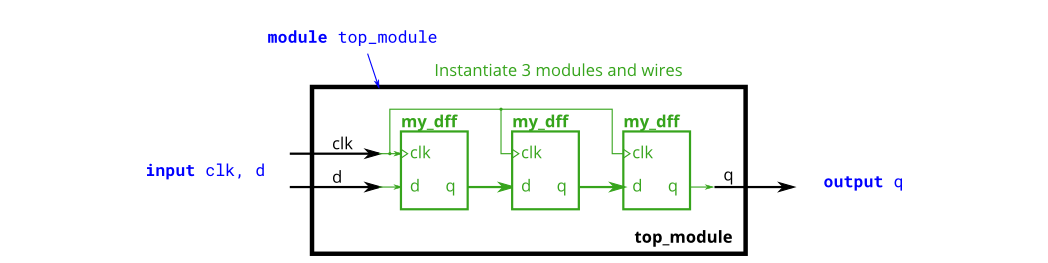 module top_module
Instantiate 3 modules and wires
my_dff my_dff my_dff
clk clk clk clk
input clk, d
d d q d q d q q
output q
top_module